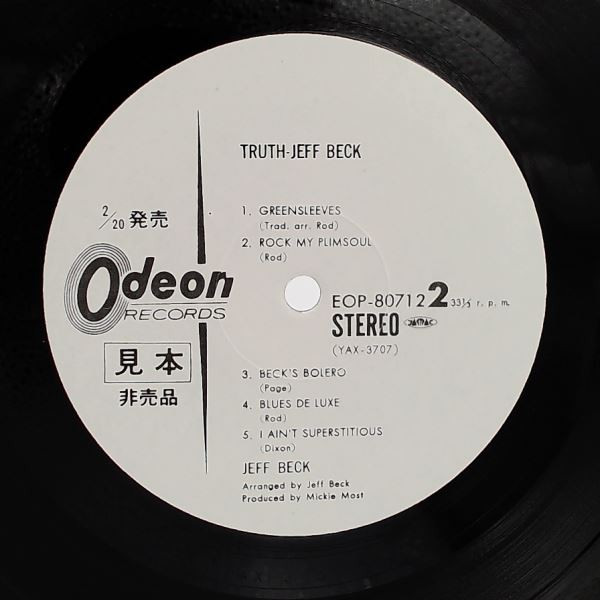 TRUTH-JEFF BECK
2/20 発売
1. GREENSLEEVES
(Trad. arr. Rod)
2. ROCK MY PLIMSOUL
(Rod)
Odeon
RECORDS
EOP-80712 2 33⅓ r. p. m.
STEREO JASRAC
(YAX-3707)
見本
非売品
3. BECK'S BOLERO
(Page)
4. BLUES DE LUXE
(Rod)
5. I AIN'T SUPERSTITIOUS
(Dixon)
JEFF BECK
Arranged by Jeff Beck
Produced by Mickie Most